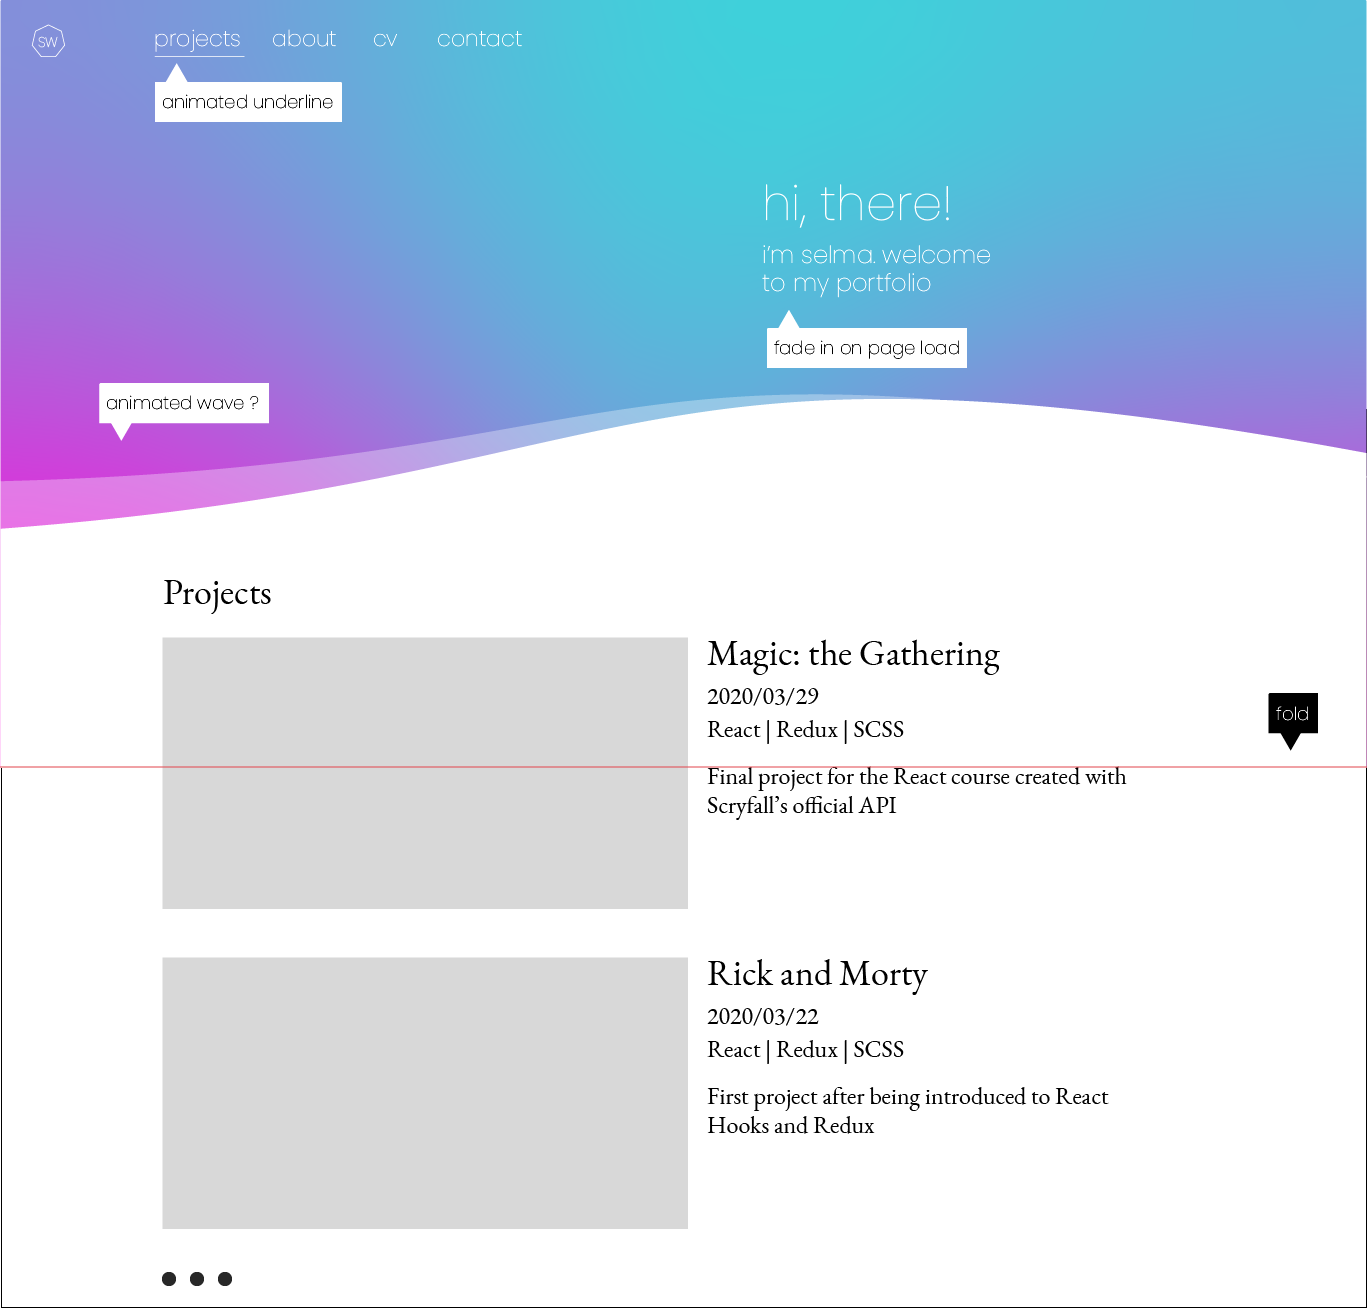 SW
projects about cv contact
animated underline
hi, there!
i'm selma. welcome
to my portfolio
fade in on page load
animated wave ?
Projects
Magic: the Gathering
2020/03/29
React | Redux | SCSS
fold
Final project for the React course created with
Scryfall’s official API
Rick and Morty
2020/03/22
React | Redux | SCSS
First project after being introduced to React
Hooks and Redux